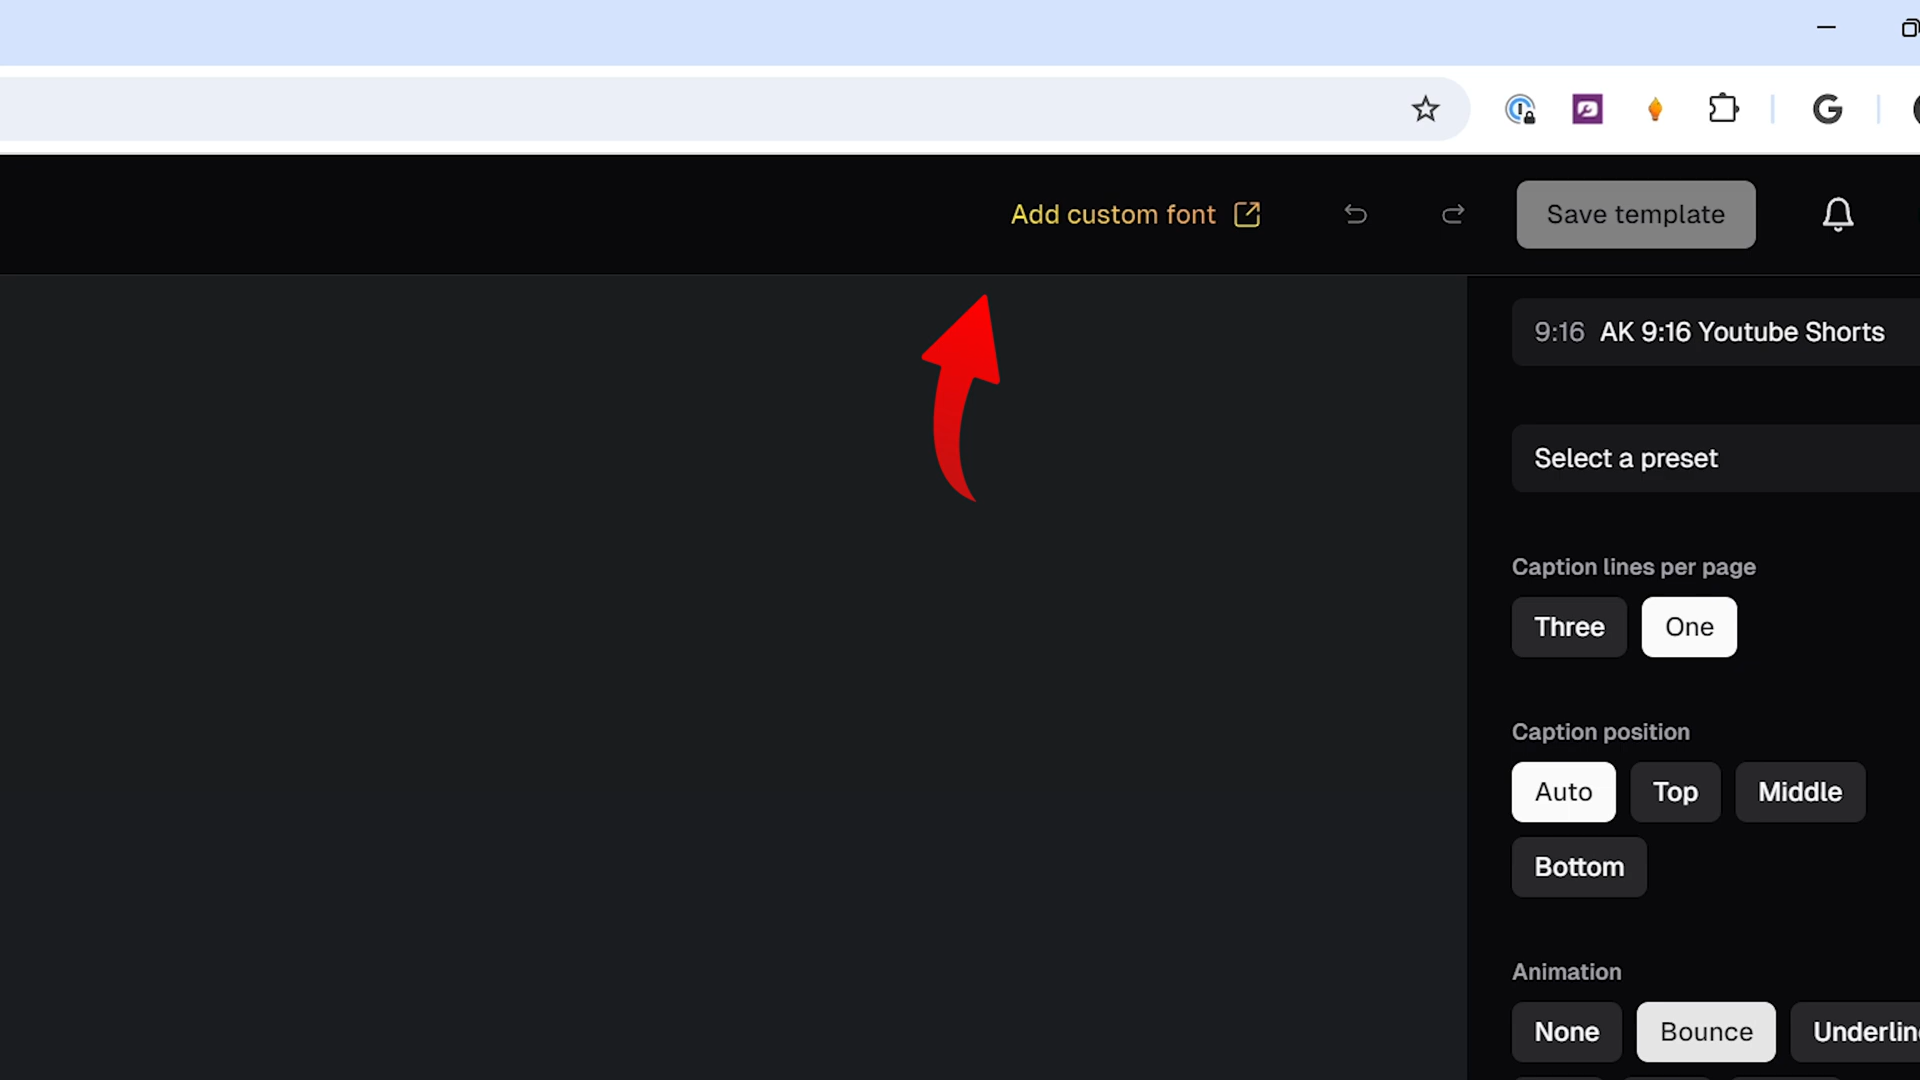 Add custom font
Save template
9:16 AK 9:16 Youtube Shorts
Select a preset
Caption lines per page
Three One
Caption position
Auto Top Middle
Bottom
Animation
None Bounce